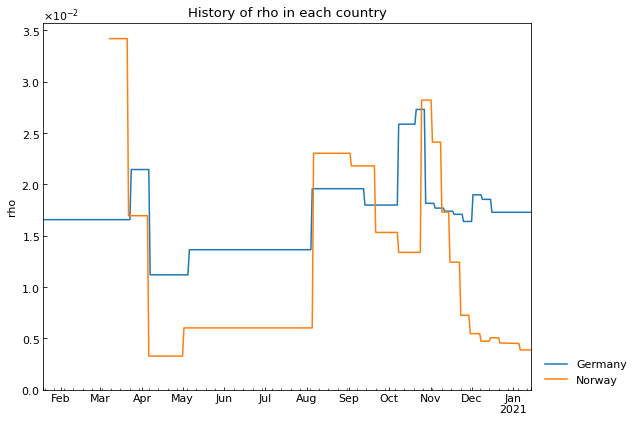 History of rho in each country
×10⁻²
3.5
3.0
2.5
2.0
1.5
1.0
0.5
0.0
rho
Feb Mar Apr May Jun Jul Aug Sep Oct Nov Dec Jan
2021
Germany
Norway